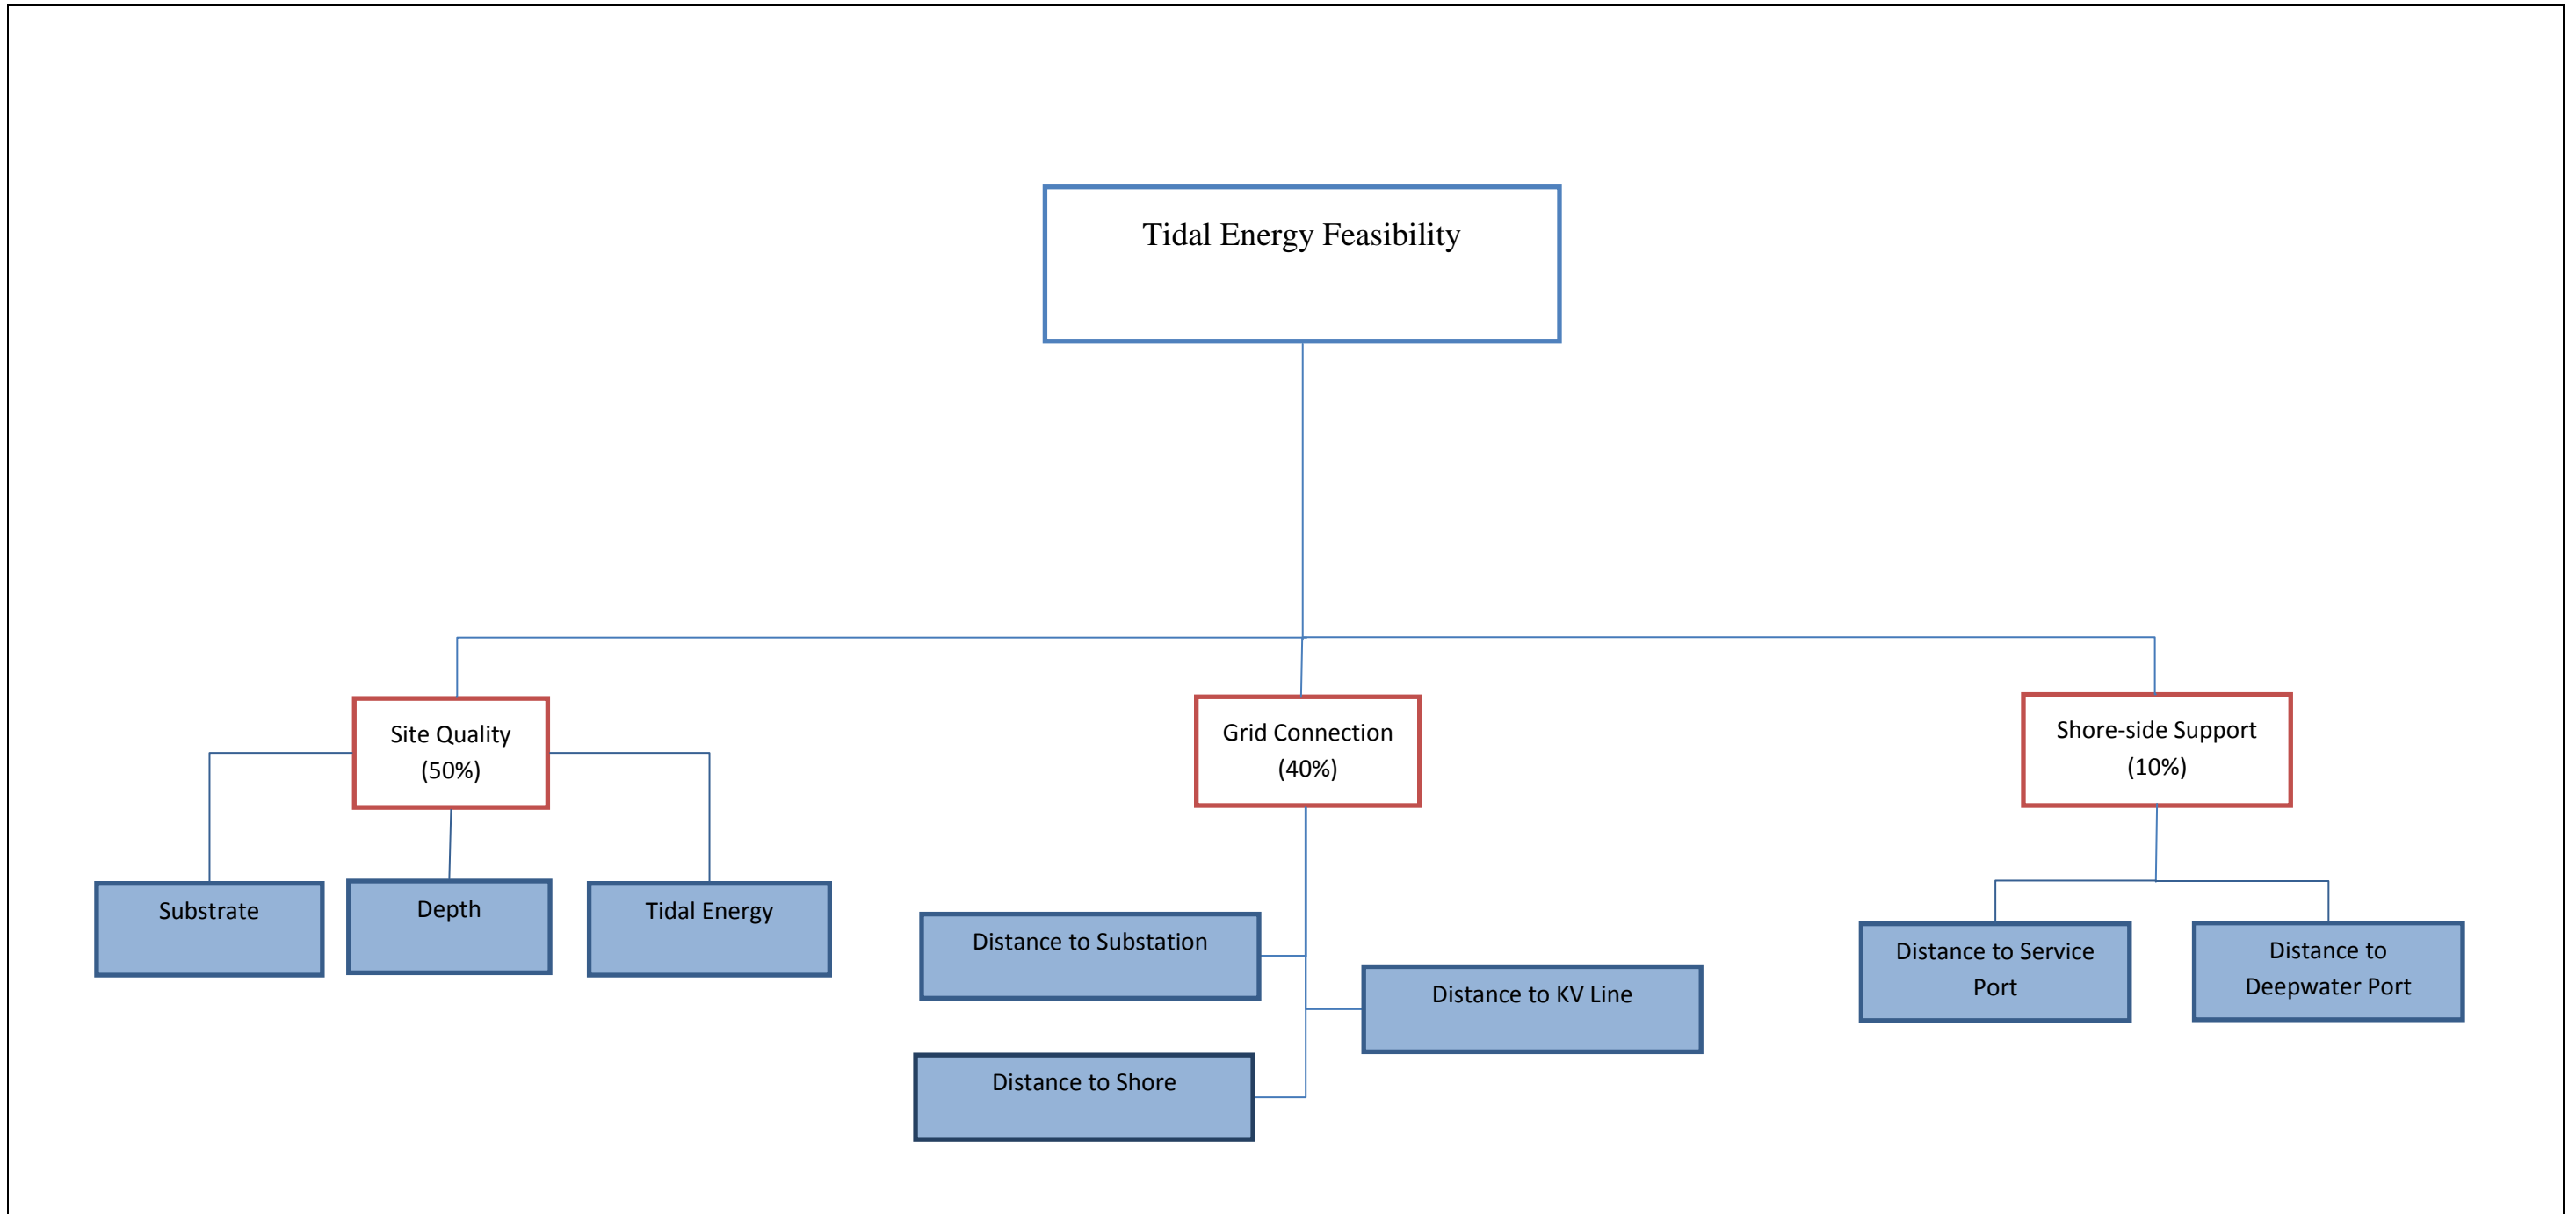 Tidal Energy Feasibility
Site Quality
(50%)
Grid Connection
(40%)
Shore-side Support
(10%)
Substrate
Depth
Tidal Energy
Distance to Substation
Distance to KV Line
Distance to Shore
Distance to Service
Port
Distance to
Deepwater Port